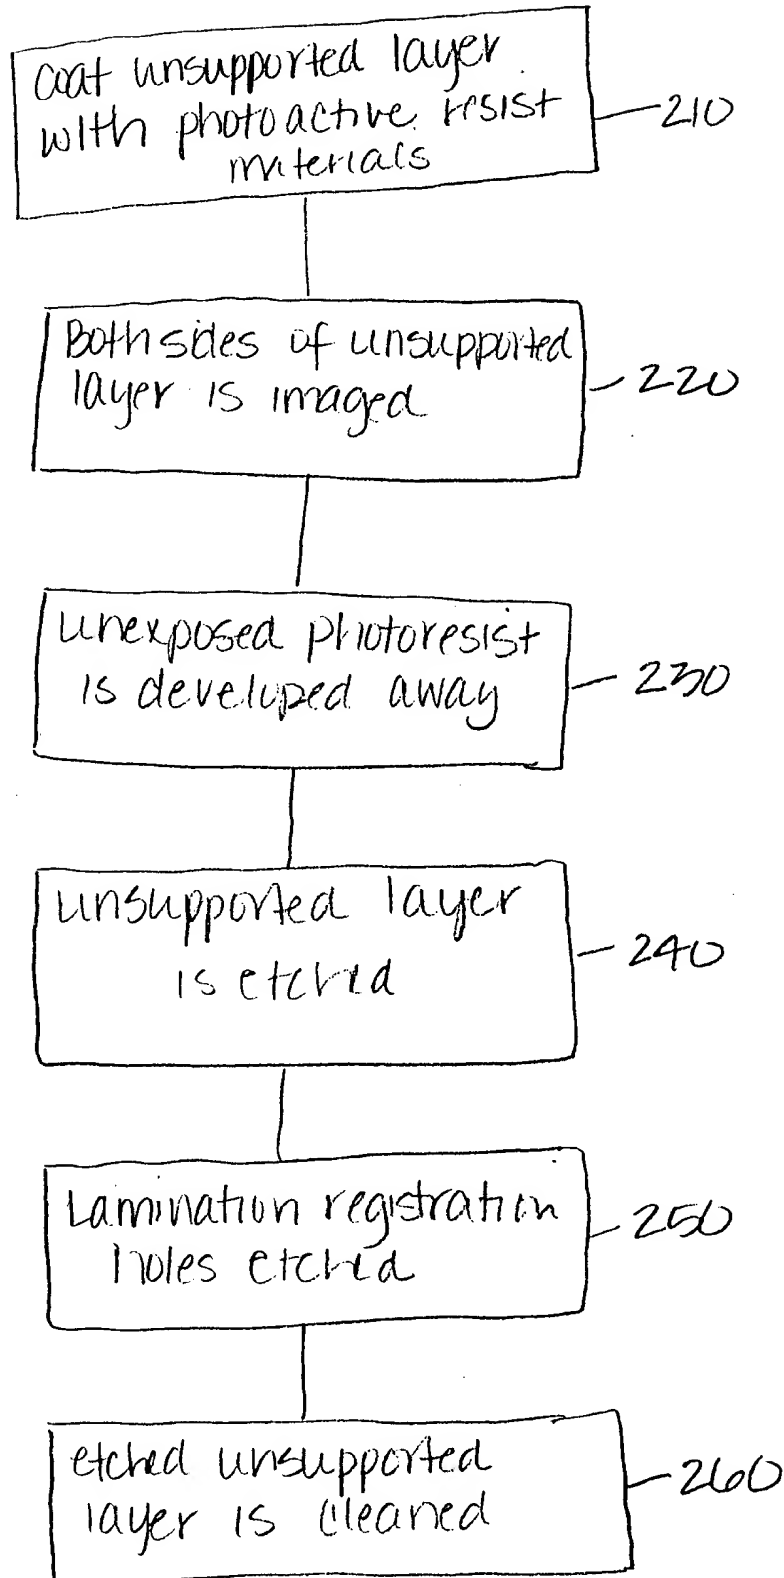 coat unsupported layer
with photoactive resist
materials
210
Both sides of unsupported
layer is imaged
220
unexposed photoresist
is developed away
230
unsupported layer
is etched
240
Lamination registration
holes etched
250
etched unsupported
layer is cleaned
260